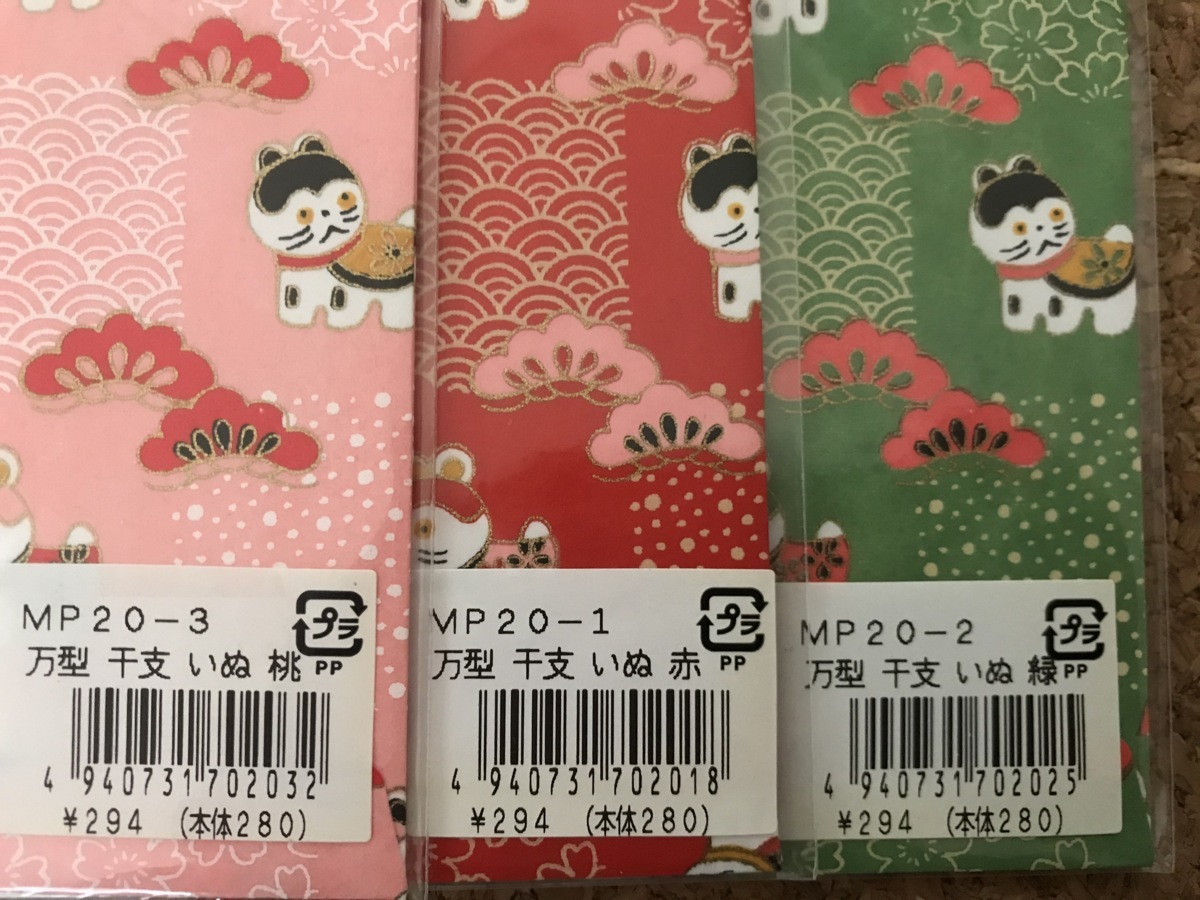 MP20-3
プラ
PP
万型 干支 いぬ 桃
4 940731 702032
¥294 (本体280)
MP20-1
プラ
PP
万型 干支 いぬ 赤
4 940731 702018
¥294 (本体280)
MP20-2
プラ
PP
万型 干支 いぬ 緑
4 940731 702025
¥294 (本体280)